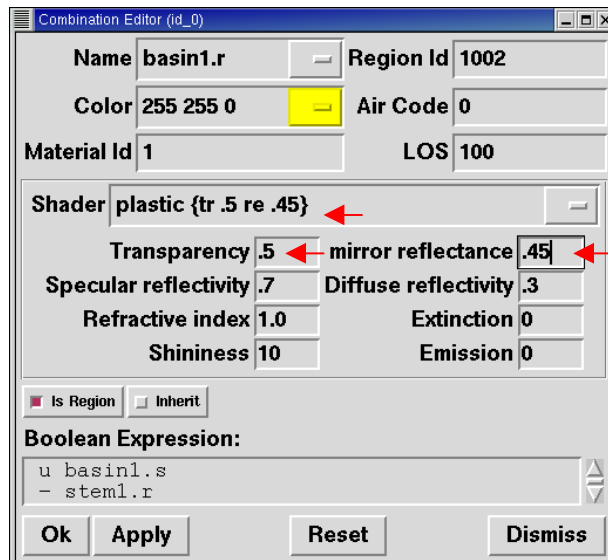 Combination Editor (id_0)
Name basin1.r Region Id 1002
Color 255 255 0 Air Code 0
Material Id 1 LOS 100
Shader plastic {tr .5 re .45}
Transparency .5 mirror reflectance .45
Specular reflectivity .7 Diffuse reflectivity .3
Refractive index 1.0 Extinction 0
Shininess 10 Emission 0
Is Region Inherit
Boolean Expression:
u basin1.s
- stem1.r
Ok Apply Reset Dismiss